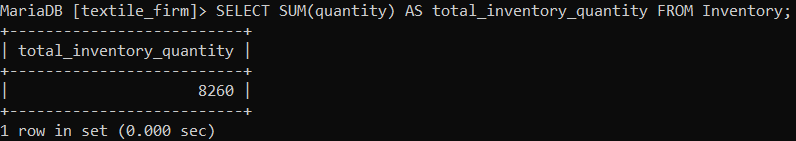 MariaDB [textile_firm]> SELECT SUM(quantity) AS total_inventory_quantity FROM Inventory;
+--------------------------+
| total_inventory_quantity |
+--------------------------+
|                     8260 |
+--------------------------+
1 row in set (0.000 sec)